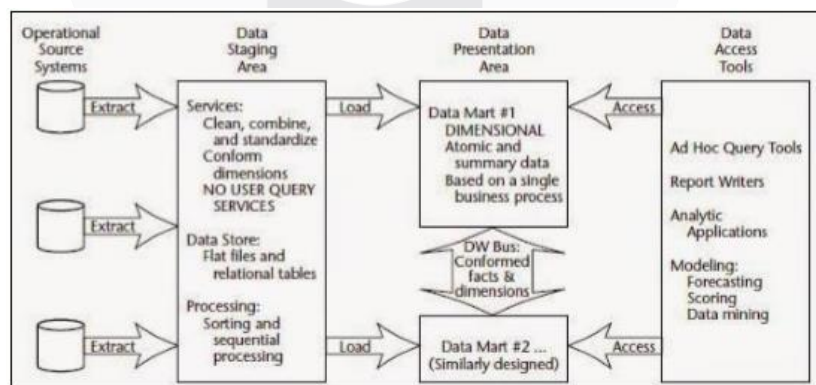 Operational
Source
Systems
Data
Staging
Area
Data
Presentation
Area
Data
Access
Tools
Extract
Extract
Extract
Services:
Clean, combine,
and standardize
Conform
dimensions
NO USER QUERY
SERVICES
Data Store:
Flat files and
relational tables
Processing:
Sorting and
sequential
processing
Load
Load
Data Mart #1
DIMENSIONAL
Atomic and
summary data
Based on a single
business process
DW Bus:
Conformed
facts &
dimensions
Data Mart #2 ...
(Similarly designed)
Access
Access
Ad Hoc Query Tools
Report Writers
Analytic
Applications
Modeling:
Forecasting
Scoring
Data mining